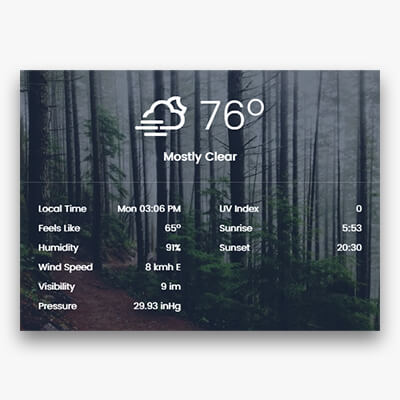 76°
Mostly Clear
Local Time Mon 03:06 PM
Feels Like 65°
Humidity 91%
Wind Speed 8 kmh E
Visibility 9 im
Pressure 29.93 inHg
UV Index 0
Sunrise 5:53
Sunset 20:30